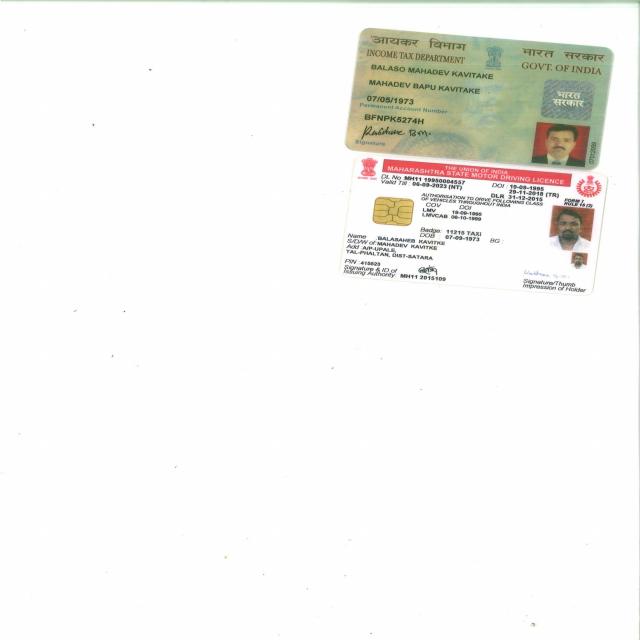 आयकर विभाग भारत सरकार
INCOME TAX DEPARTMENT GOVT. OF INDIA
BALASO MAHADEV KAVITAKE
MAHADEV BAPU KAVITAKE
07/05/1973
Permanent Account Number
BFNPK5274H
भारत
सरकार
Signature
THE UNION OF INDIA
MAHARASHTRA STATE MOTOR DRIVING LICENCE
DL No MH11 19950004557 DOI : 19-09-1995
Valid Till : 06-09-2023 (NT) 29-11-2018 (TR)
DLR 31-12-2015
FORM 7
RULE 16 (2)
AUTHORISATION TO DRIVE FOLLOWING CLASS
OF VEHICLES THROUGHOUT INDIA
COV DOI
LMV 19-09-1995
LMVCAB 06-10-1999
Badge: 11215 TAXI
DOB 07-09-1973 BG
Name : BALASAHEB KAVITKE
S/D/W of : MAHADEV KAVITKE
Add : A/P-UPALE,
TAL-PHALTAN, DIST-SATARA
PIN : 415523
Signature & ID of
Issuing Authority: MH11 2015109
Signature/Thumb
Impression of Holder